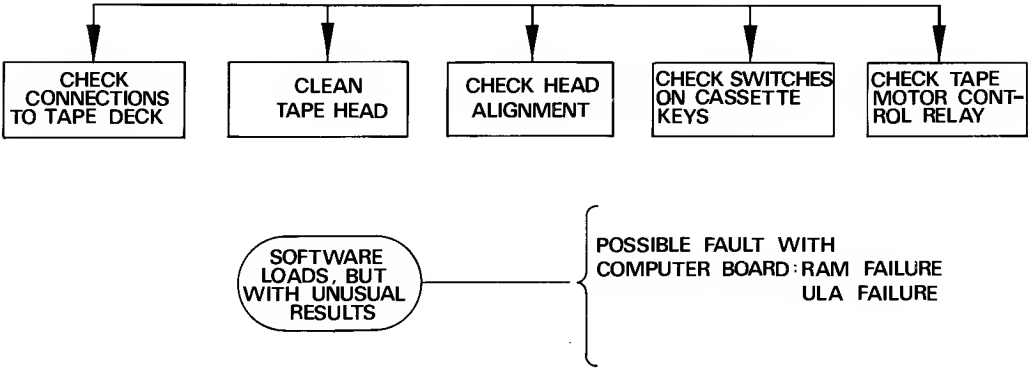 CHECK
CONNECTIONS
TO TAPE DECK
CLEAN
TAPE HEAD
CHECK HEAD
ALIGNMENT
CHECK SWITCHES
ON CASSETTE
KEYS
CHECK TAPE
MOTOR CONT-
ROL RELAY
SOFTWARE
LOADS, BUT
WITH UNUSUAL
RESULTS
POSSIBLE FAULT WITH
COMPUTER BOARD: RAM FAILURE
ULA FAILURE